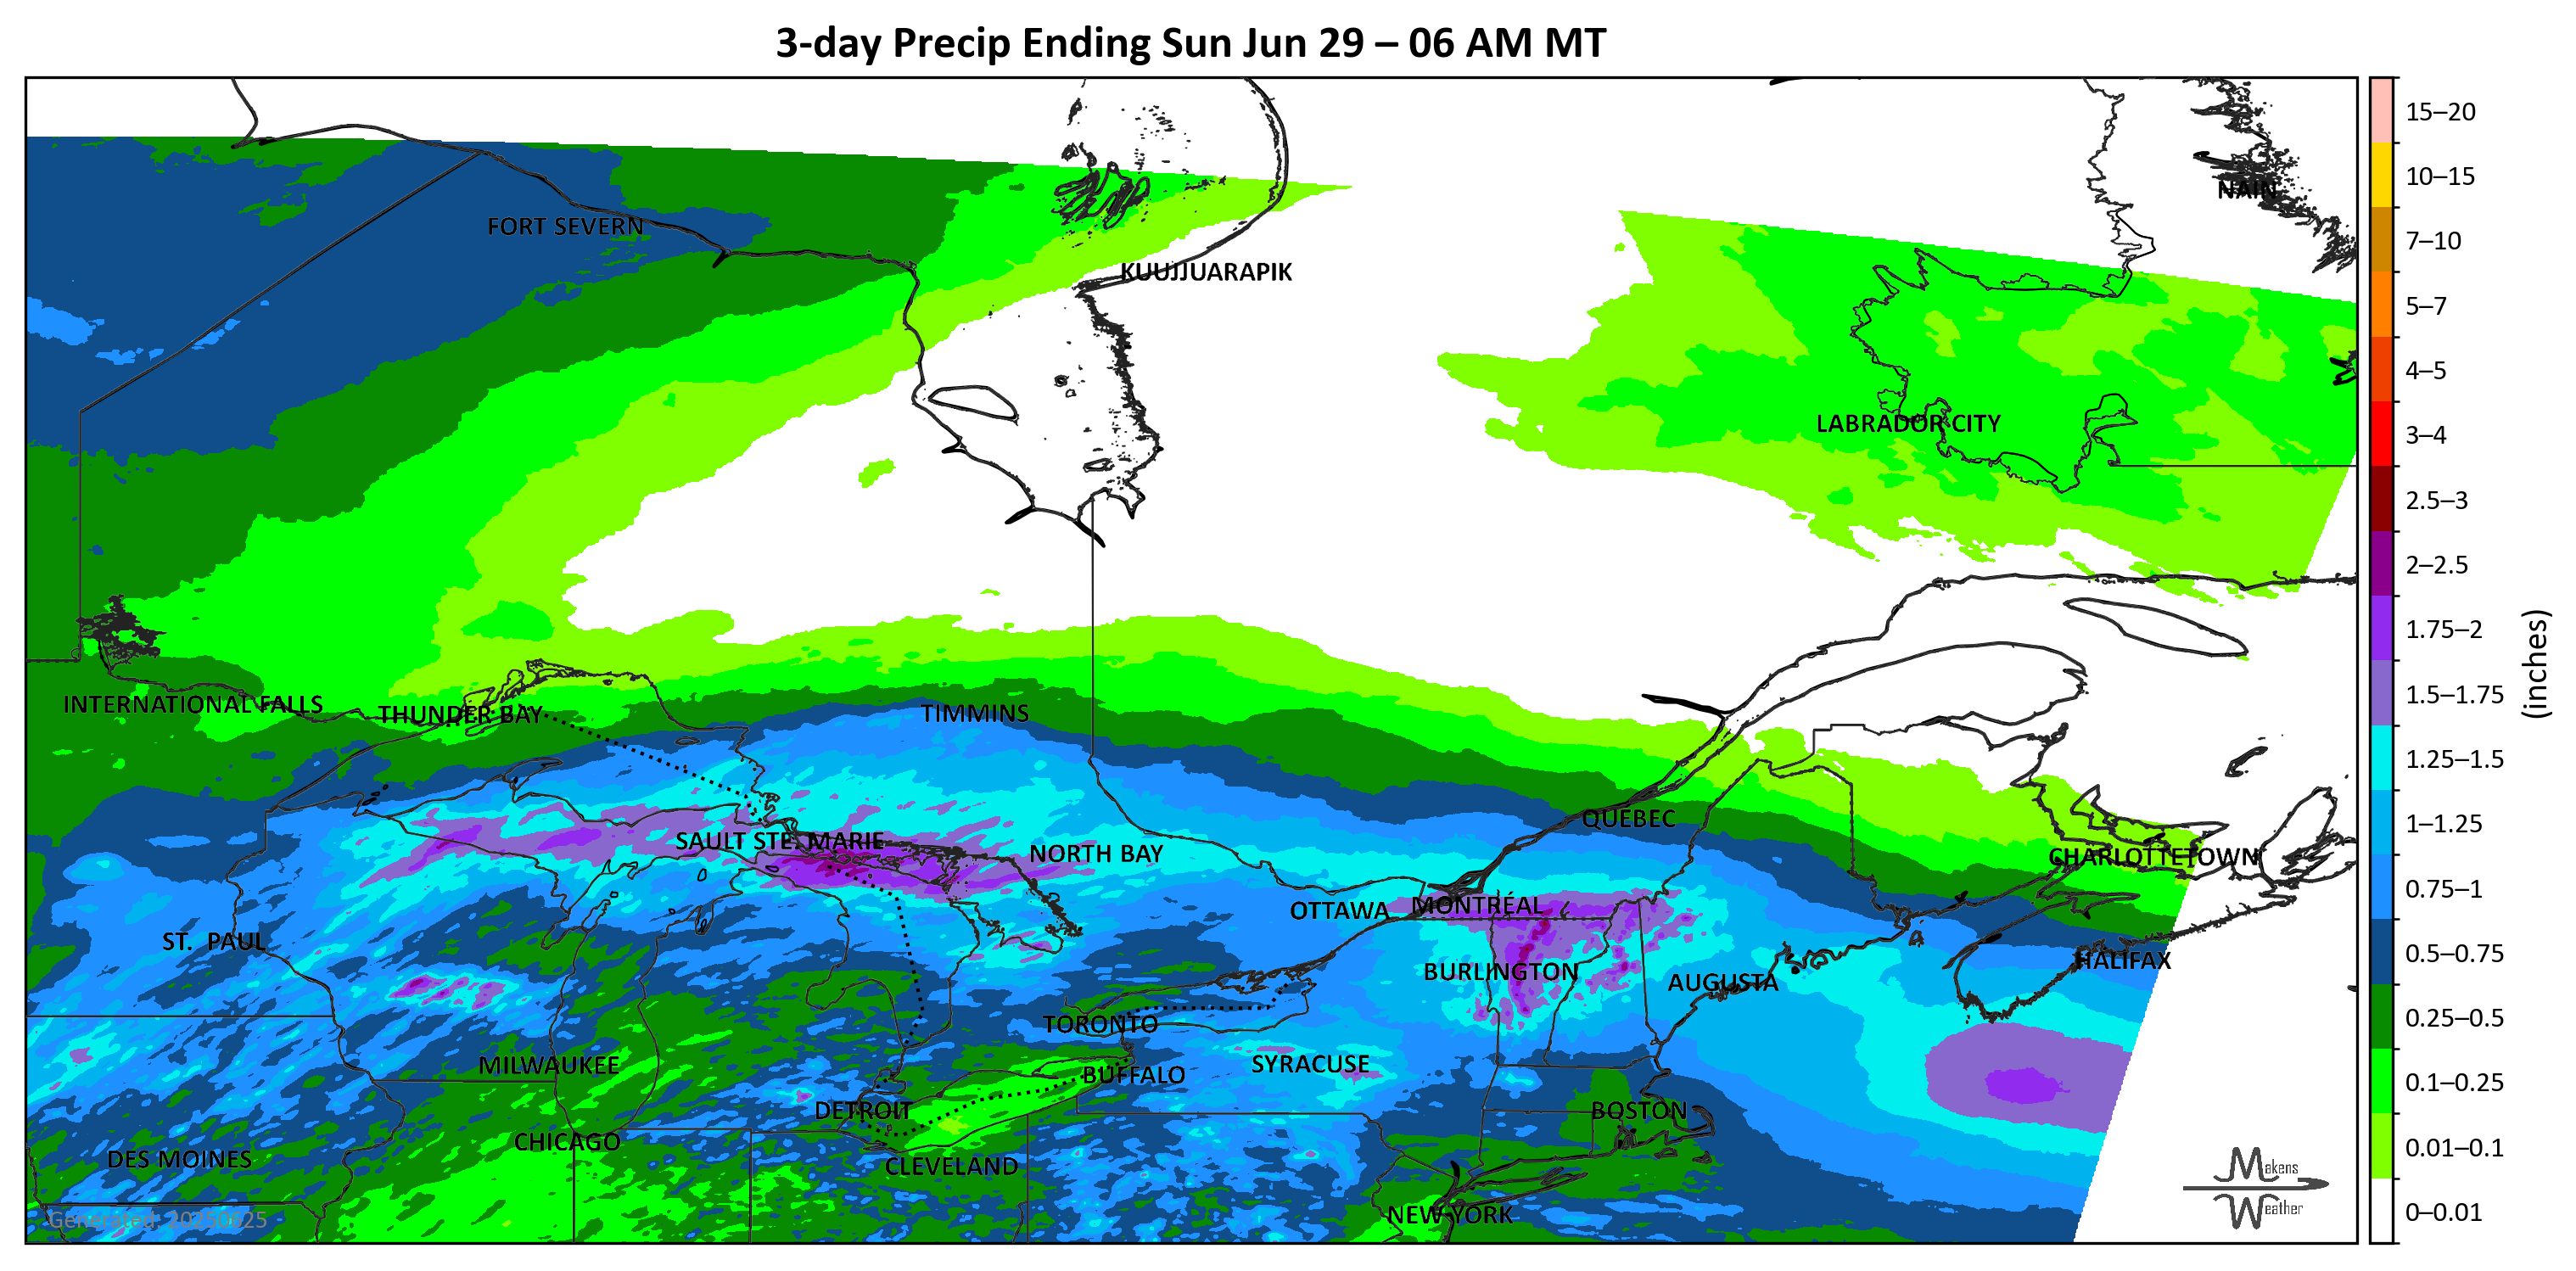 3-day Precip Ending Sun Jun 29 – 06 AM MT
NAIN
FORT SEVERN
KUUJJUARAPIK
LABRADOR CITY
INTERNATIONAL FALLS
THUNDER BAY
TIMMINS
QUEBEC
SAULT STE. MARIE
NORTH BAY
CHARLOTTETOWN
OTTAWA
MONTRÉAL
ST. PAUL
HALIFAX
BURLINGTON
AUGUSTA
TORONTO
MILWAUKEE
SYRACUSE
BUFFALO
DETROIT
BOSTON
CHICAGO
DES MOINES
CLEVELAND
NEW YORK
Generated: 20250625
Makens
Weather
15–20
10–15
7–10
5–7
4–5
3–4
2.5–3
2–2.5
1.75–2
1.5–1.75
1.25–1.5
1–1.25
0.75–1
0.5–0.75
0.25–0.5
0.1–0.25
0.01–0.1
0–0.01
(inches)